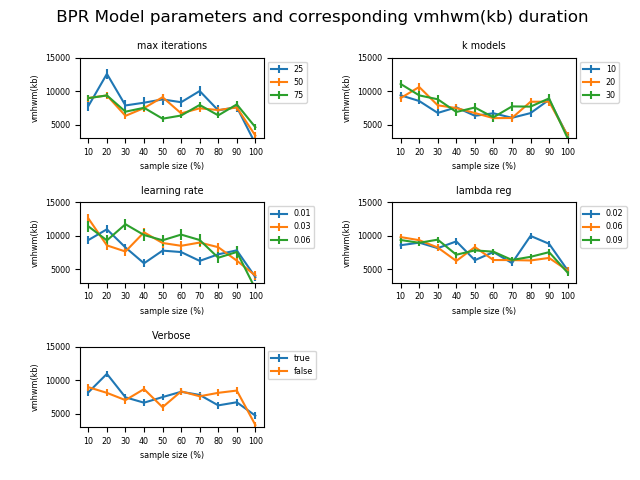 BPR Model parameters and corresponding vmhwm(kb) duration
max iterations
15000
10000
5000
vmhwm(kb)
10 20 30 40 50 60 70 80 90 100
sample size (%)
25
50
75
k models
15000
10000
5000
vmhwm(kb)
10 20 30 40 50 60 70 80 90 100
sample size (%)
10
20
30
learning rate
15000
10000
5000
vmhwm(kb)
10 20 30 40 50 60 70 80 90 100
sample size (%)
0.01
0.03
0.06
lambda reg
15000
10000
5000
vmhwm(kb)
10 20 30 40 50 60 70 80 90 100
sample size (%)
0.02
0.06
0.09
Verbose
15000
10000
5000
vmhwm(kb)
10 20 30 40 50 60 70 80 90 100
sample size (%)
true
false